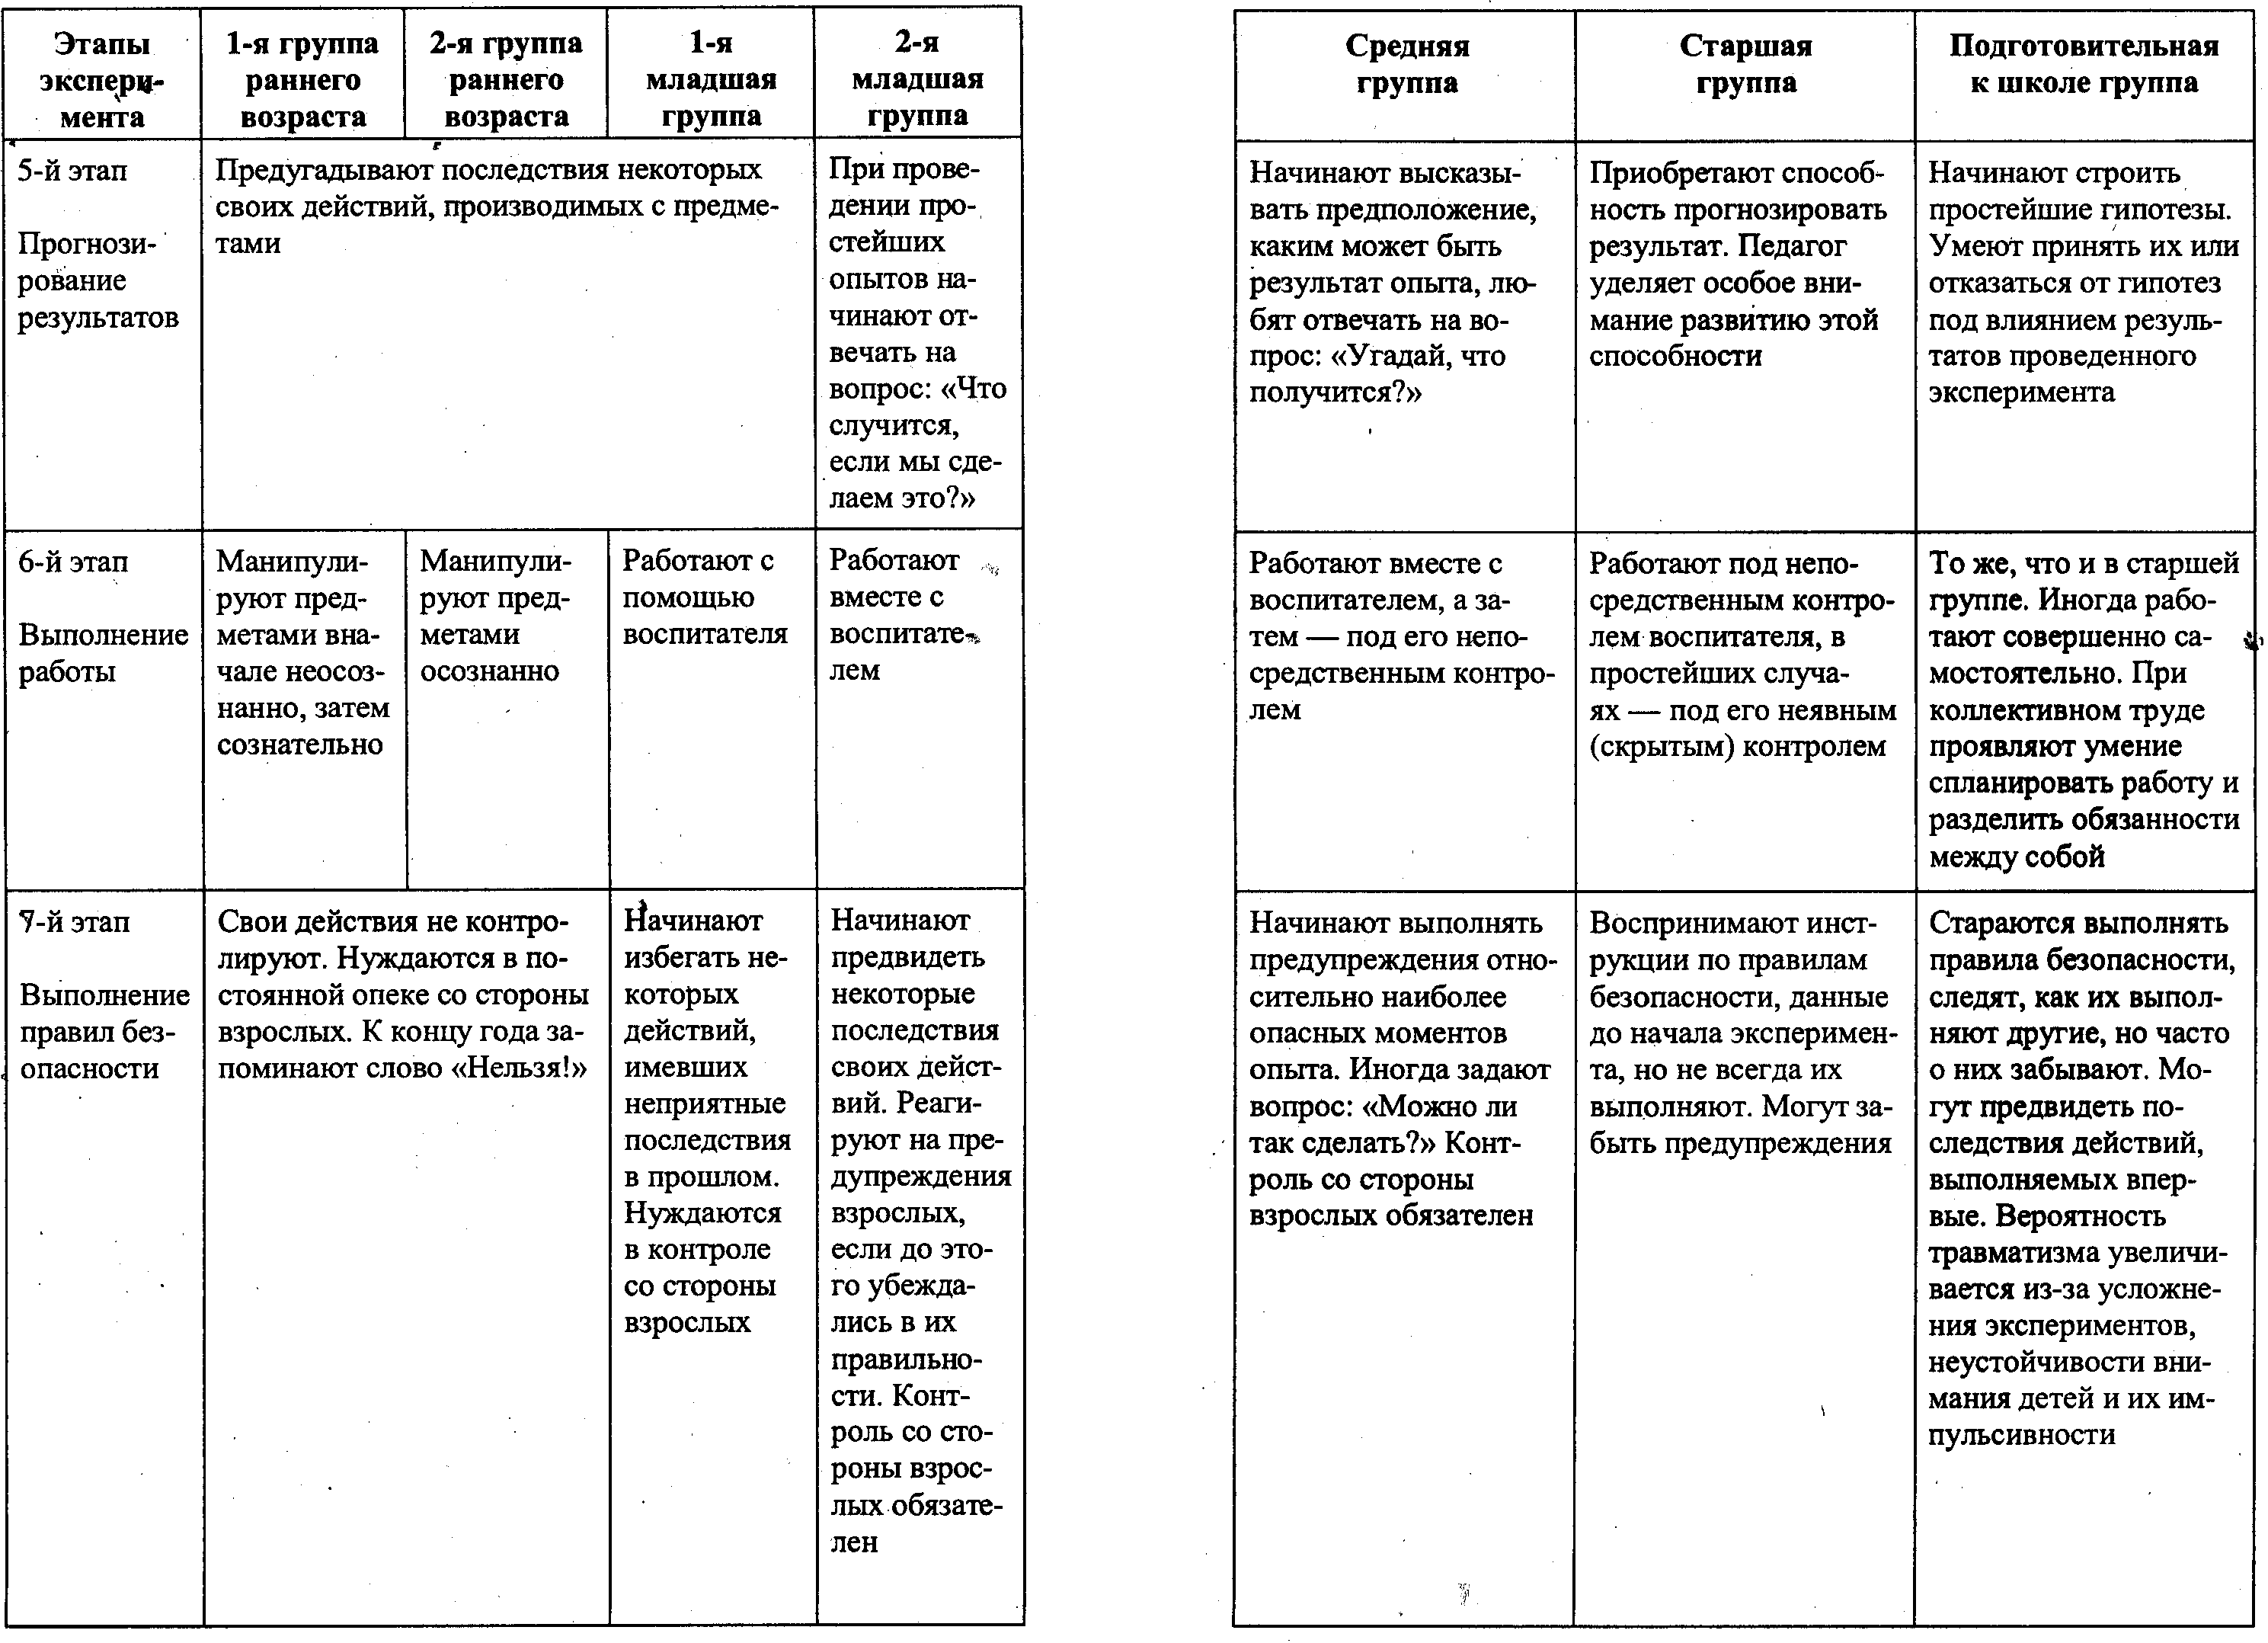 Этапы
экспери-
мента
1-я группа
раннего
возраста
2-я группа
раннего
возраста
1-я
младшая
группа
2-я
младшая
группа
5-й этап
Прогнози-
рование
результатов
Предугадывают последствия некоторых
своих действий, производимых с предме-
тами
При прове-
дении про-
стейших
опытов на-
чинают от-
вечать на
вопрос: «Что
случится,
если мы сде-
лаем это?»
6-й этап
Выполнение
работы
Манипули-
руют пред-
метами вна-
чале неосоз-
нанно, затем
сознательно
Манипули-
руют пред-
метами
осознанно
Работают с
помощью
воспитателя
Работают
вместе с
воспитате-
лем
7-й этап
Выполнение
правил без-
опасности
Свои действия не контро-
лируют. Нуждаются в по-
стоянной опеке со стороны
взрослых. К концу года за-
поминают слово «Нельзя!»
Начинают
избегать не-
которых
действий,
имевших
неприятные
последствия
в прошлом.
Нуждаются
в контроле
со стороны
взрослых
Начинают
предвидеть
некоторые
последствия
своих дейст-
вий. Реаги-
руют на пре-
дупреждения
взрослых,
если до это-
го убежда-
лись в их
правильно-
сти. Конт-
роль со сто-
роны взрос-
лых обязате-
лен
Средняя
группа
Старшая
группа
Подготовительная
к школе группа
Начинают высказы-
вать предположение,
каким может быть
результат опыта, лю-
бят отвечать на во-
прос: «Угадай, что
получится?»
Приобретают способ-
ность прогнозировать
результат. Педагог
уделяет особое вни-
мание развитию этой
способности
Начинают строить
простейшие гипотезы.
Умеют принять их или
отказаться от гипотез
под влиянием резуль-
татов проведенного
эксперимента
Работают вместе с
воспитателем, а за-
тем — под его непо-
средственным контро-
лем
Работают под непо-
средственным контро-
лем воспитателя, в
простейших случа-
ях — под его неявным
(скрытым) контролем
То же, что и в старшей
группе. Иногда рабо-
тают совершенно са-
мостоятельно. При
коллективном труде
проявляют умение
спланировать работу и
разделить обязанности
между собой
Начинают выполнять
предупреждения отно-
сительно наиболее
опасных моментов
опыта. Иногда задают
вопрос: «Можно ли
так сделать?» Конт-
роль со стороны
взрослых обязателен
Воспринимают инст-
рукции по правилам
безопасности, данные
до начала эксперимен-
та, но не всегда их
выполняют. Могут за-
быть предупреждения
Стараются выполнять
правила безопасности,
следят, как их выпол-
няют другие, но часто
о них забывают. Мо-
гут предвидеть по-
следствия действий,
выполняемых впер-
вые. Вероятность
травматизма увеличи-
вается из-за усложне-
ния экспериментов,
неустойчивости вни-
мания детей и их им-
пульсивности